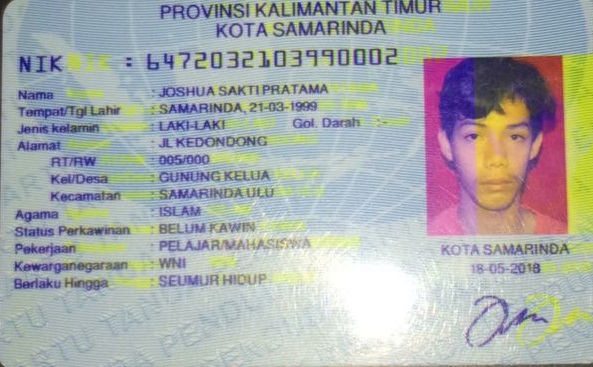 PROVINSI KALIMANTAN TIMUR
KOTA SAMARINDA
NIK : 6472032103990002
Nama : JOSHUA SAKTI PRATAMA
Tempat/Tgl Lahir : SAMARINDA, 21-03-1999
Jenis kelamin : LAKI-LAKI Gol. Darah : -
Alamat : JL KEDONDONG
RT/RW : 005/000
Kel/Desa : GUNUNG KELUA
Kecamatan : SAMARINDA ULU
Agama : ISLAM
Status Perkawinan : BELUM KAWIN
Pekerjaan : PELAJAR/MAHASISWA
Kewarganegaraan : WNI
Berlaku Hingga : SEUMUR HIDUP
KOTA SAMARINDA
18-05-2018